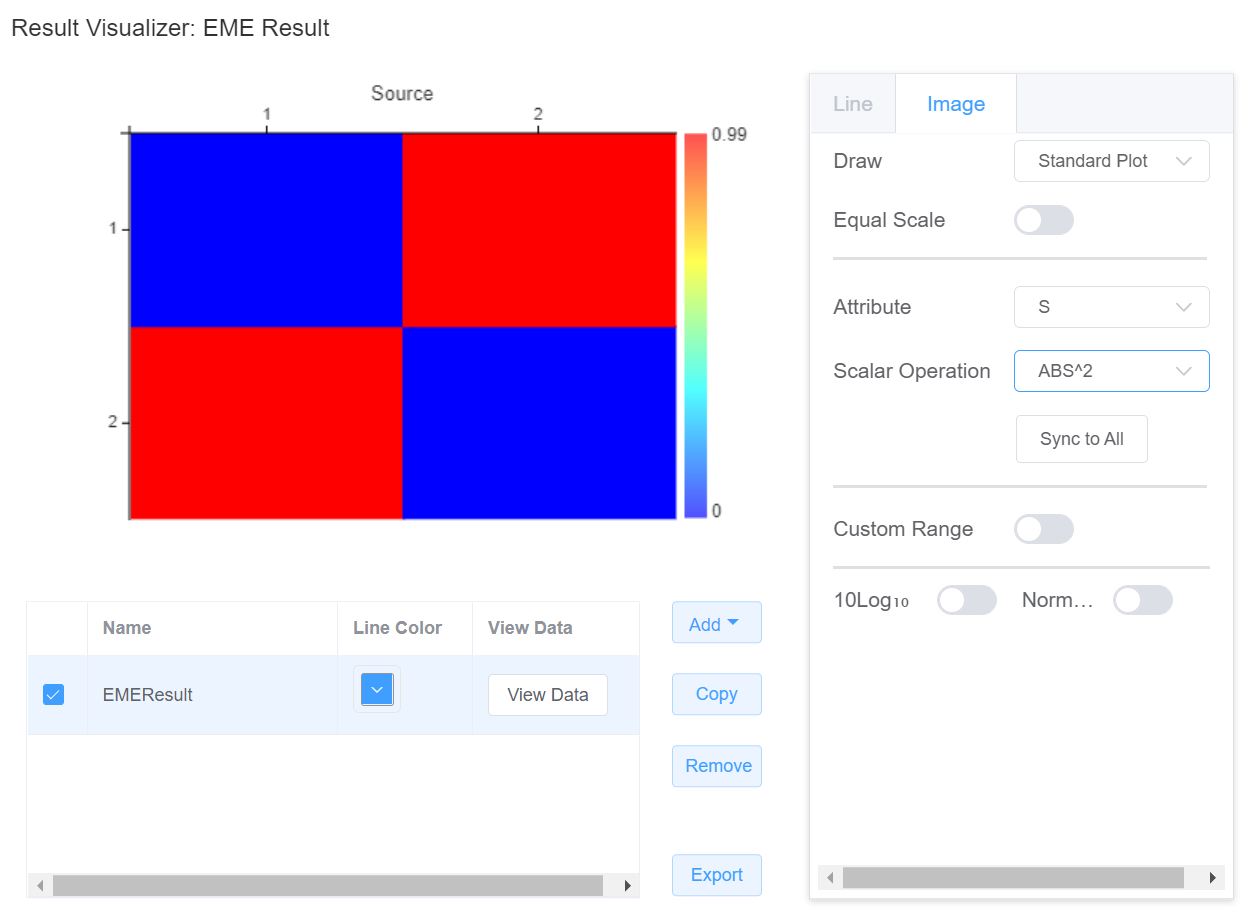 Result Visualizer: EME Result
Source
1 2
0.99
1
2
0
Name Line Color View Data
EMEResult View Data
Add
Copy
Remove
Export
Line Image
Draw Standard Plot
Equal Scale
Attribute S
Scalar Operation ABS^2
Sync to All
Custom Range
10Log₁₀ Norm…